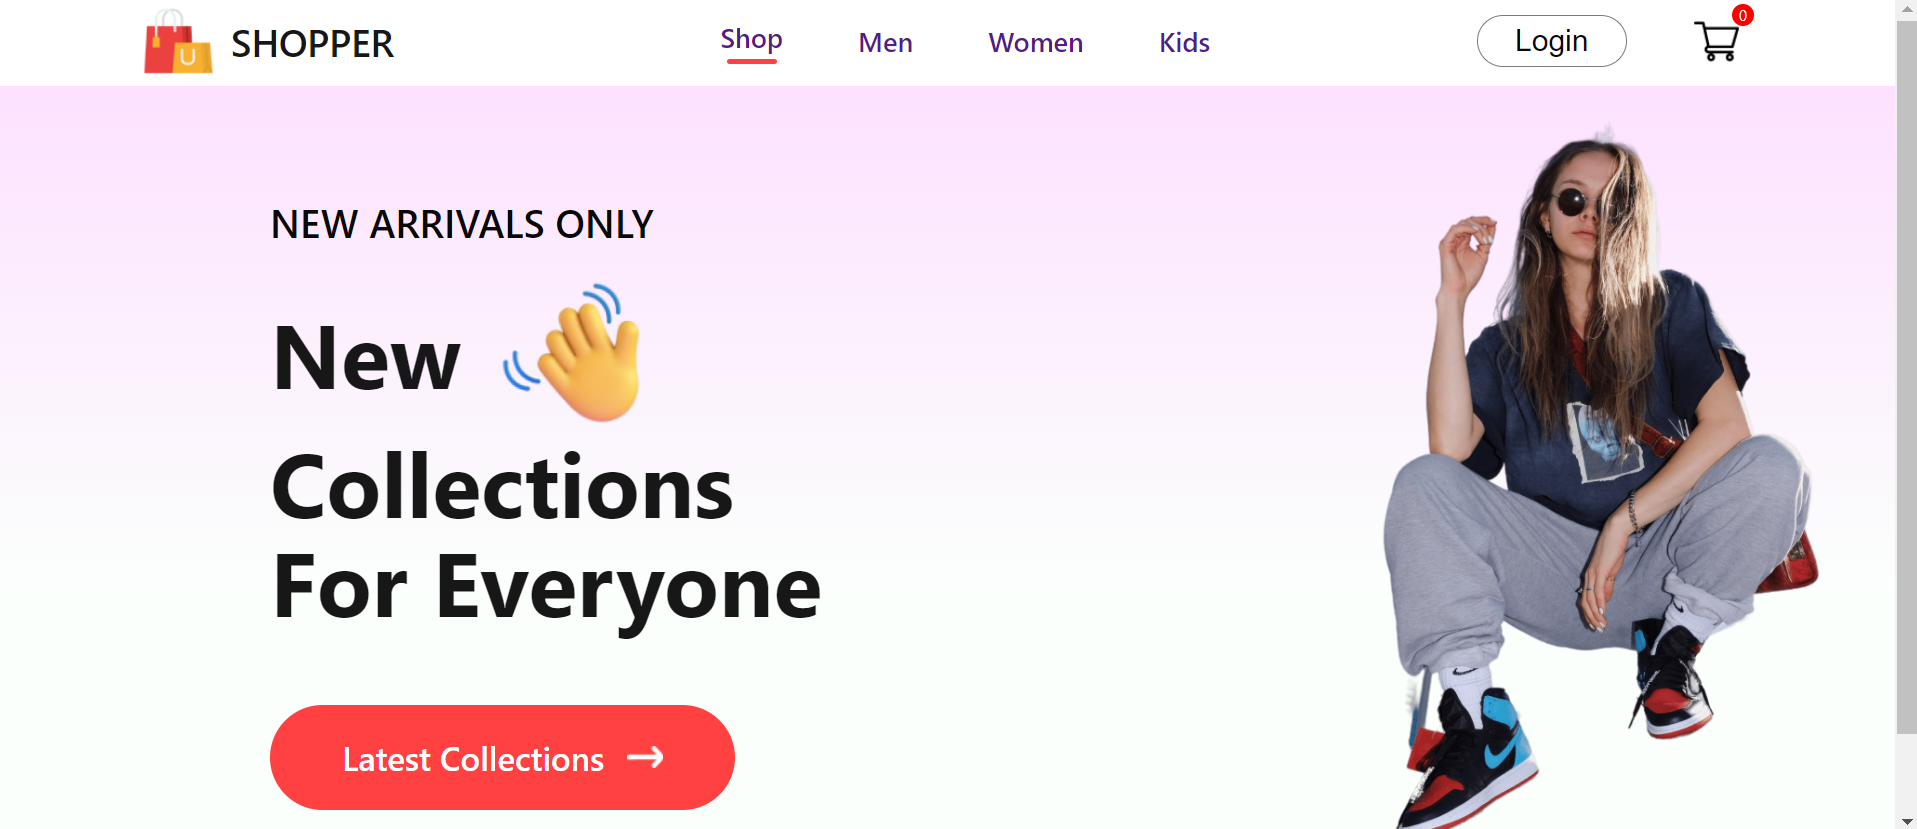 SHOPPER
Shop Men Women Kids
Login
0
NEW ARRIVALS ONLY
New
Collections
For Everyone
Latest Collections →